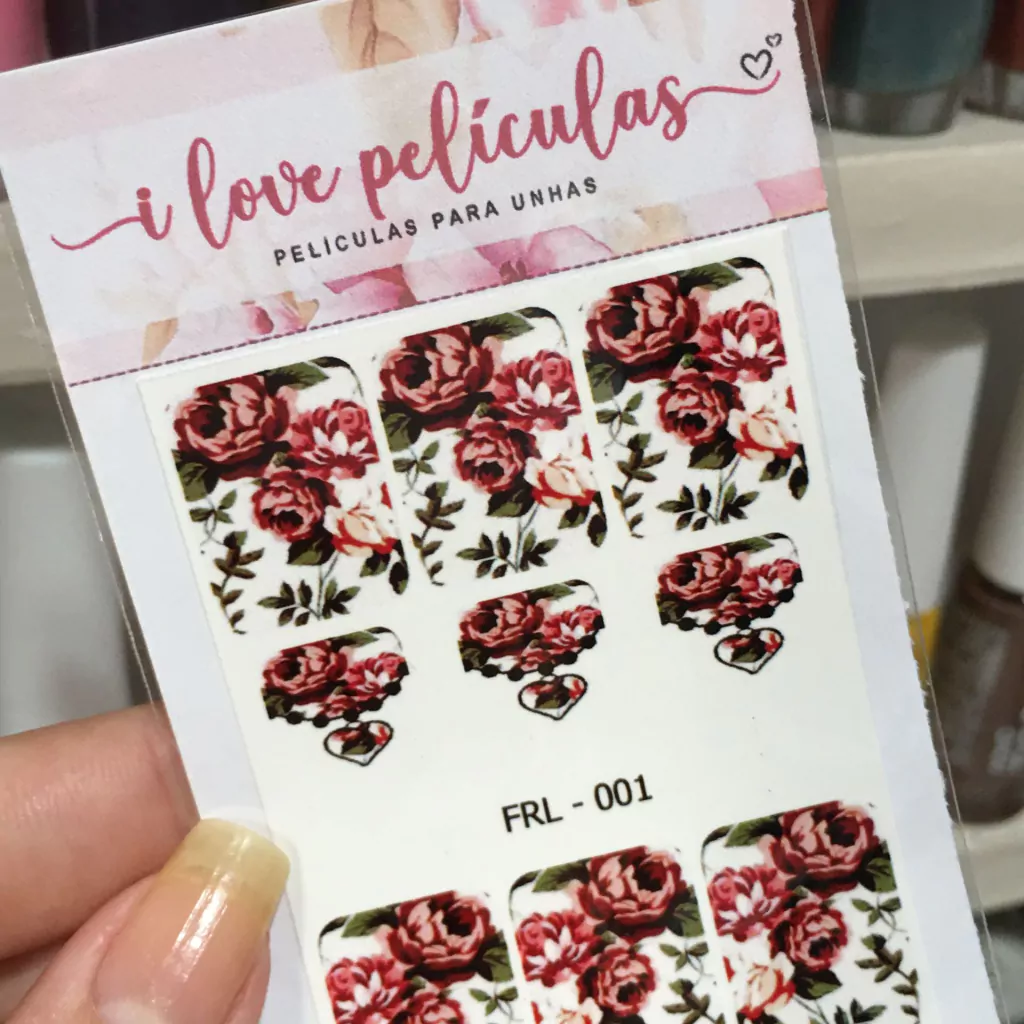 i love películas
PELÍCULAS PARA UNHAS
FRL - 001